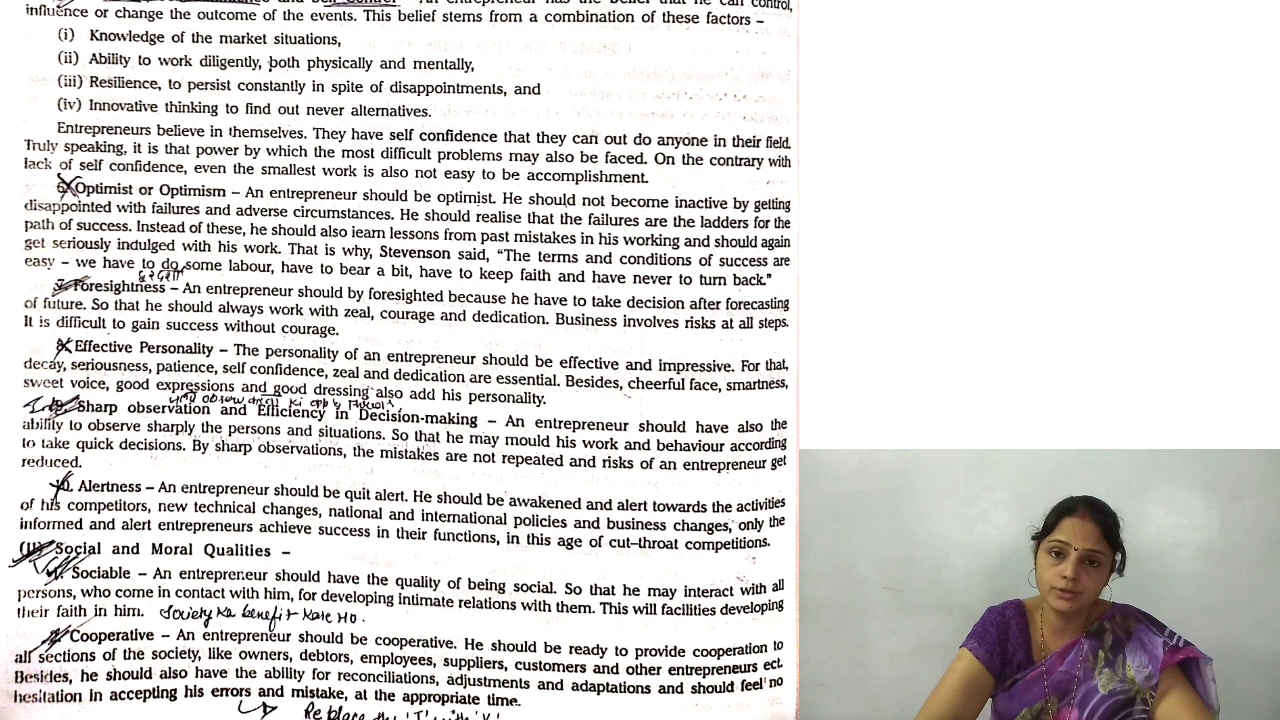 and Self Control – An entrepreneur has the belief that he can control,
influence or change the outcome of the events. This belief stems from a combination of these factors –
(i) Knowledge of the market situations,
(ii) Ability to work diligently, both physically and mentally,
(iii) Resilience, to persist constantly in spite of disappointments, and
(iv) Innovative thinking to find out never alternatives.
Entrepreneurs believe in themselves. They have self confidence that they can out do anyone in their field.
Truly speaking, it is that power by which the most difficult problems may also be faced. On the contrary with
lack of self confidence, even the smallest work is also not easy to be accomplishment.
6. Optimist or Optimism – An entrepreneur should be optimist. He should not become inactive by getting
disappointed with failures and adverse circumstances. He should realise that the failures are the ladders for the
path of success. Instead of these, he should also learn lessons from past mistakes in his working and should again
get seriously indulged with his work. That is why, Stevenson said, “The terms and conditions of success are
easy – we have to do some labour, have to bear a bit, have to keep faith and have never to turn back.”
7. Foresightness – An entrepreneur should by foresighted because he have to take decision after forecasting
of future. So that he should always work with zeal, courage and dedication. Business involves risks at all steps.
It is difficult to gain success without courage.
8. Effective Personality – The personality of an entrepreneur should be effective and impressive. For that,
decay, seriousness, patience, self confidence, zeal and dedication are essential. Besides, cheerful face, smartness,
sweet voice, good expressions and good dressing also add his personality.
observ
9. Sharp observation and Efficiency in Decision-making – An entrepreneur should have also the
ability to observe sharply the persons and situations. So that he may mould his work and behaviour according
to take quick decisions. By sharp observations, the mistakes are not repeated and risks of an entrepreneur get
reduced.
10. Alertness – An entrepreneur should be quit alert. He should be awakened and alert towards the activities
of his competitors, new technical changes, national and international policies and business changes, only the
informed and alert entrepreneurs achieve success in their functions, in this age of cut–throat competitions.
(II) Social and Moral Qualities –
1. Sociable – An entrepreneur should have the quality of being social. So that he may interact with all
persons, who come in contact with him, for developing intimate relations with them. This will facilities developing
their faith in him. Society ka benefit kare Ho.
2. Cooperative – An entrepreneur should be cooperative. He should be ready to provide cooperation to
all sections of the society, like owners, debtors, employees, suppliers, customers and other entrepreneurs ect.
Besides, he should also have the ability for reconciliations, adjustments and adaptations and should feel no
hesitation in accepting his errors and mistake, at the appropriate time.
Replace the 'I' with 'V'